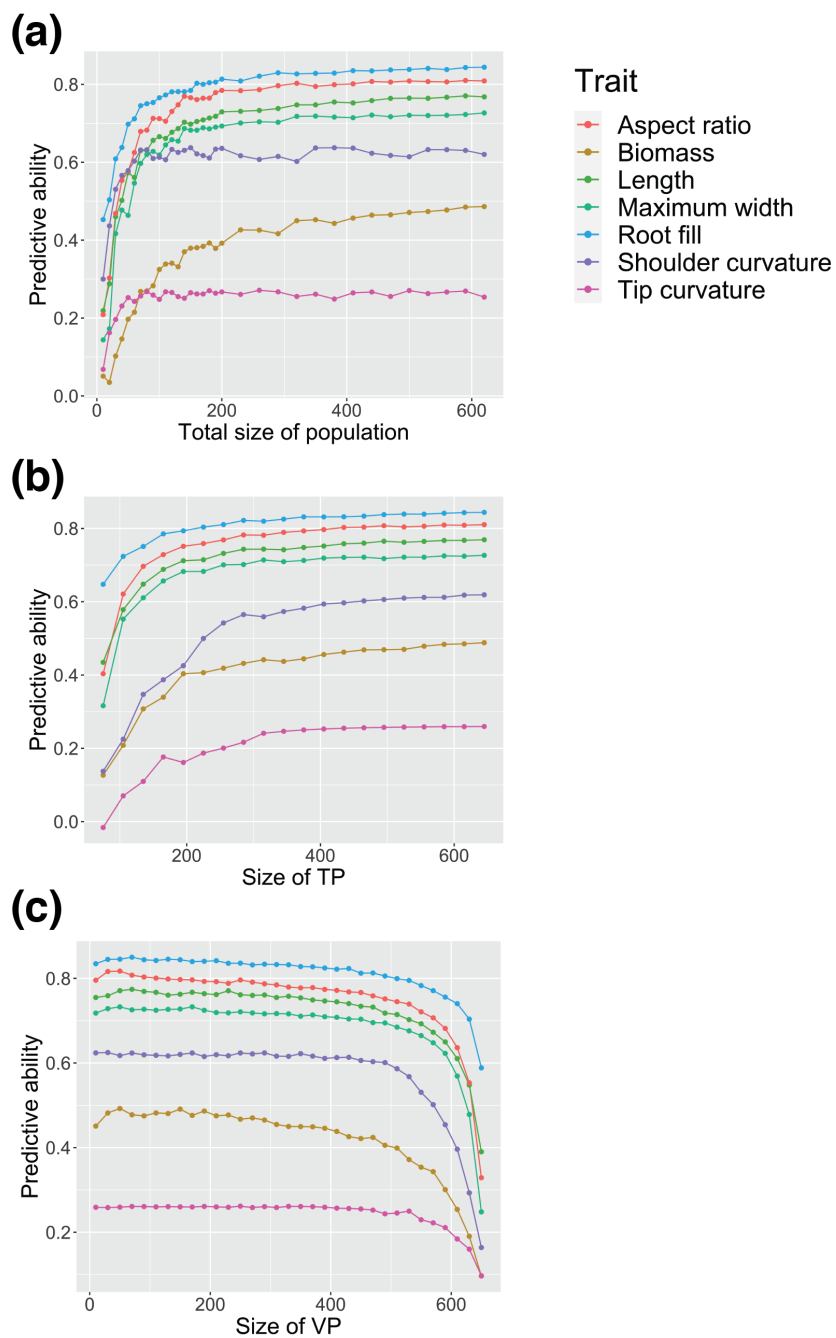 (a)
Predictive ability
0.8
0.6
0.4
0.2
0.0
0
200
400
600
Total size of population
Trait
Aspect ratio
Biomass
Length
Maximum width
Root fill
Shoulder curvature
Tip curvature
(b)
Predictive ability
0.8
0.6
0.4
0.2
0.0
200
400
600
Size of TP
(c)
Predictive ability
0.8
0.6
0.4
0.2
0
200
400
600
Size of VP